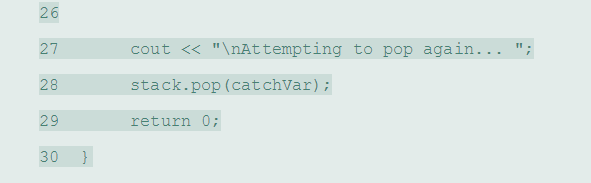 26
27 cout << "\nAttempting to pop again... ";
28 stack.pop(catchVar);
29 return 0;
30 }